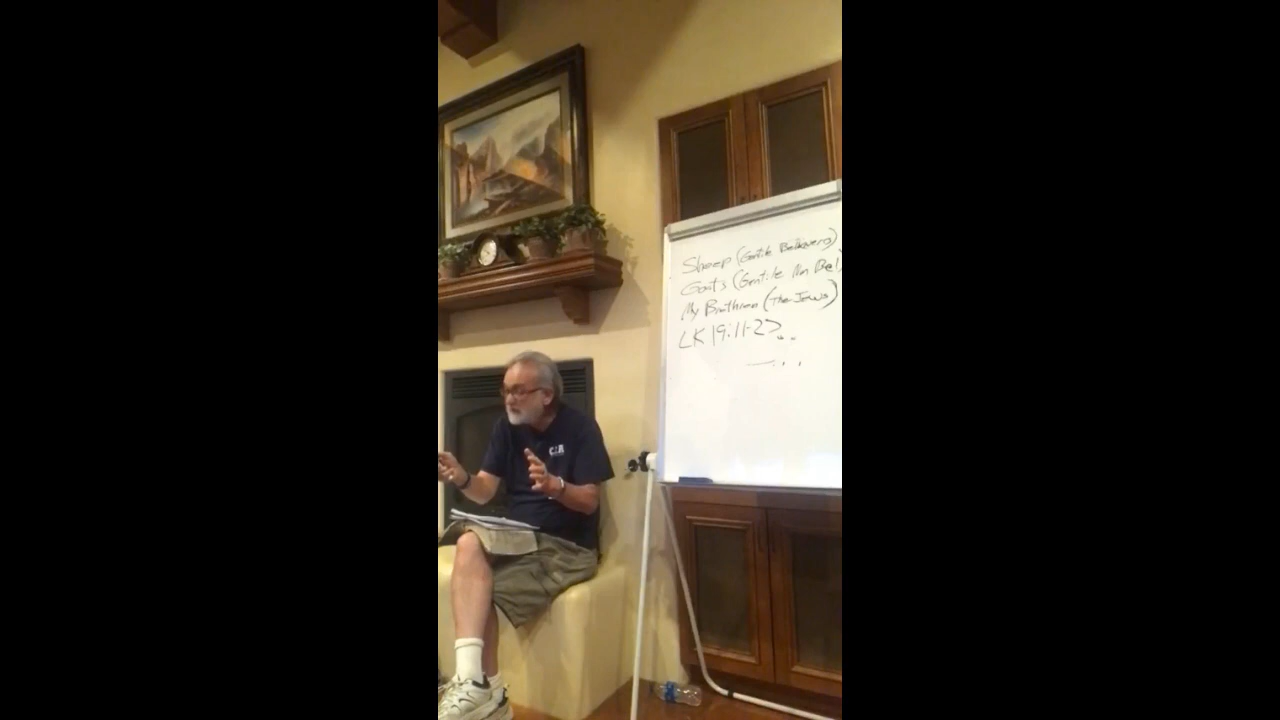 Sheep (Gentile Believers)
Goats (Gentile Non Bel
My Brethren (The Jews)
LK 19:11-27